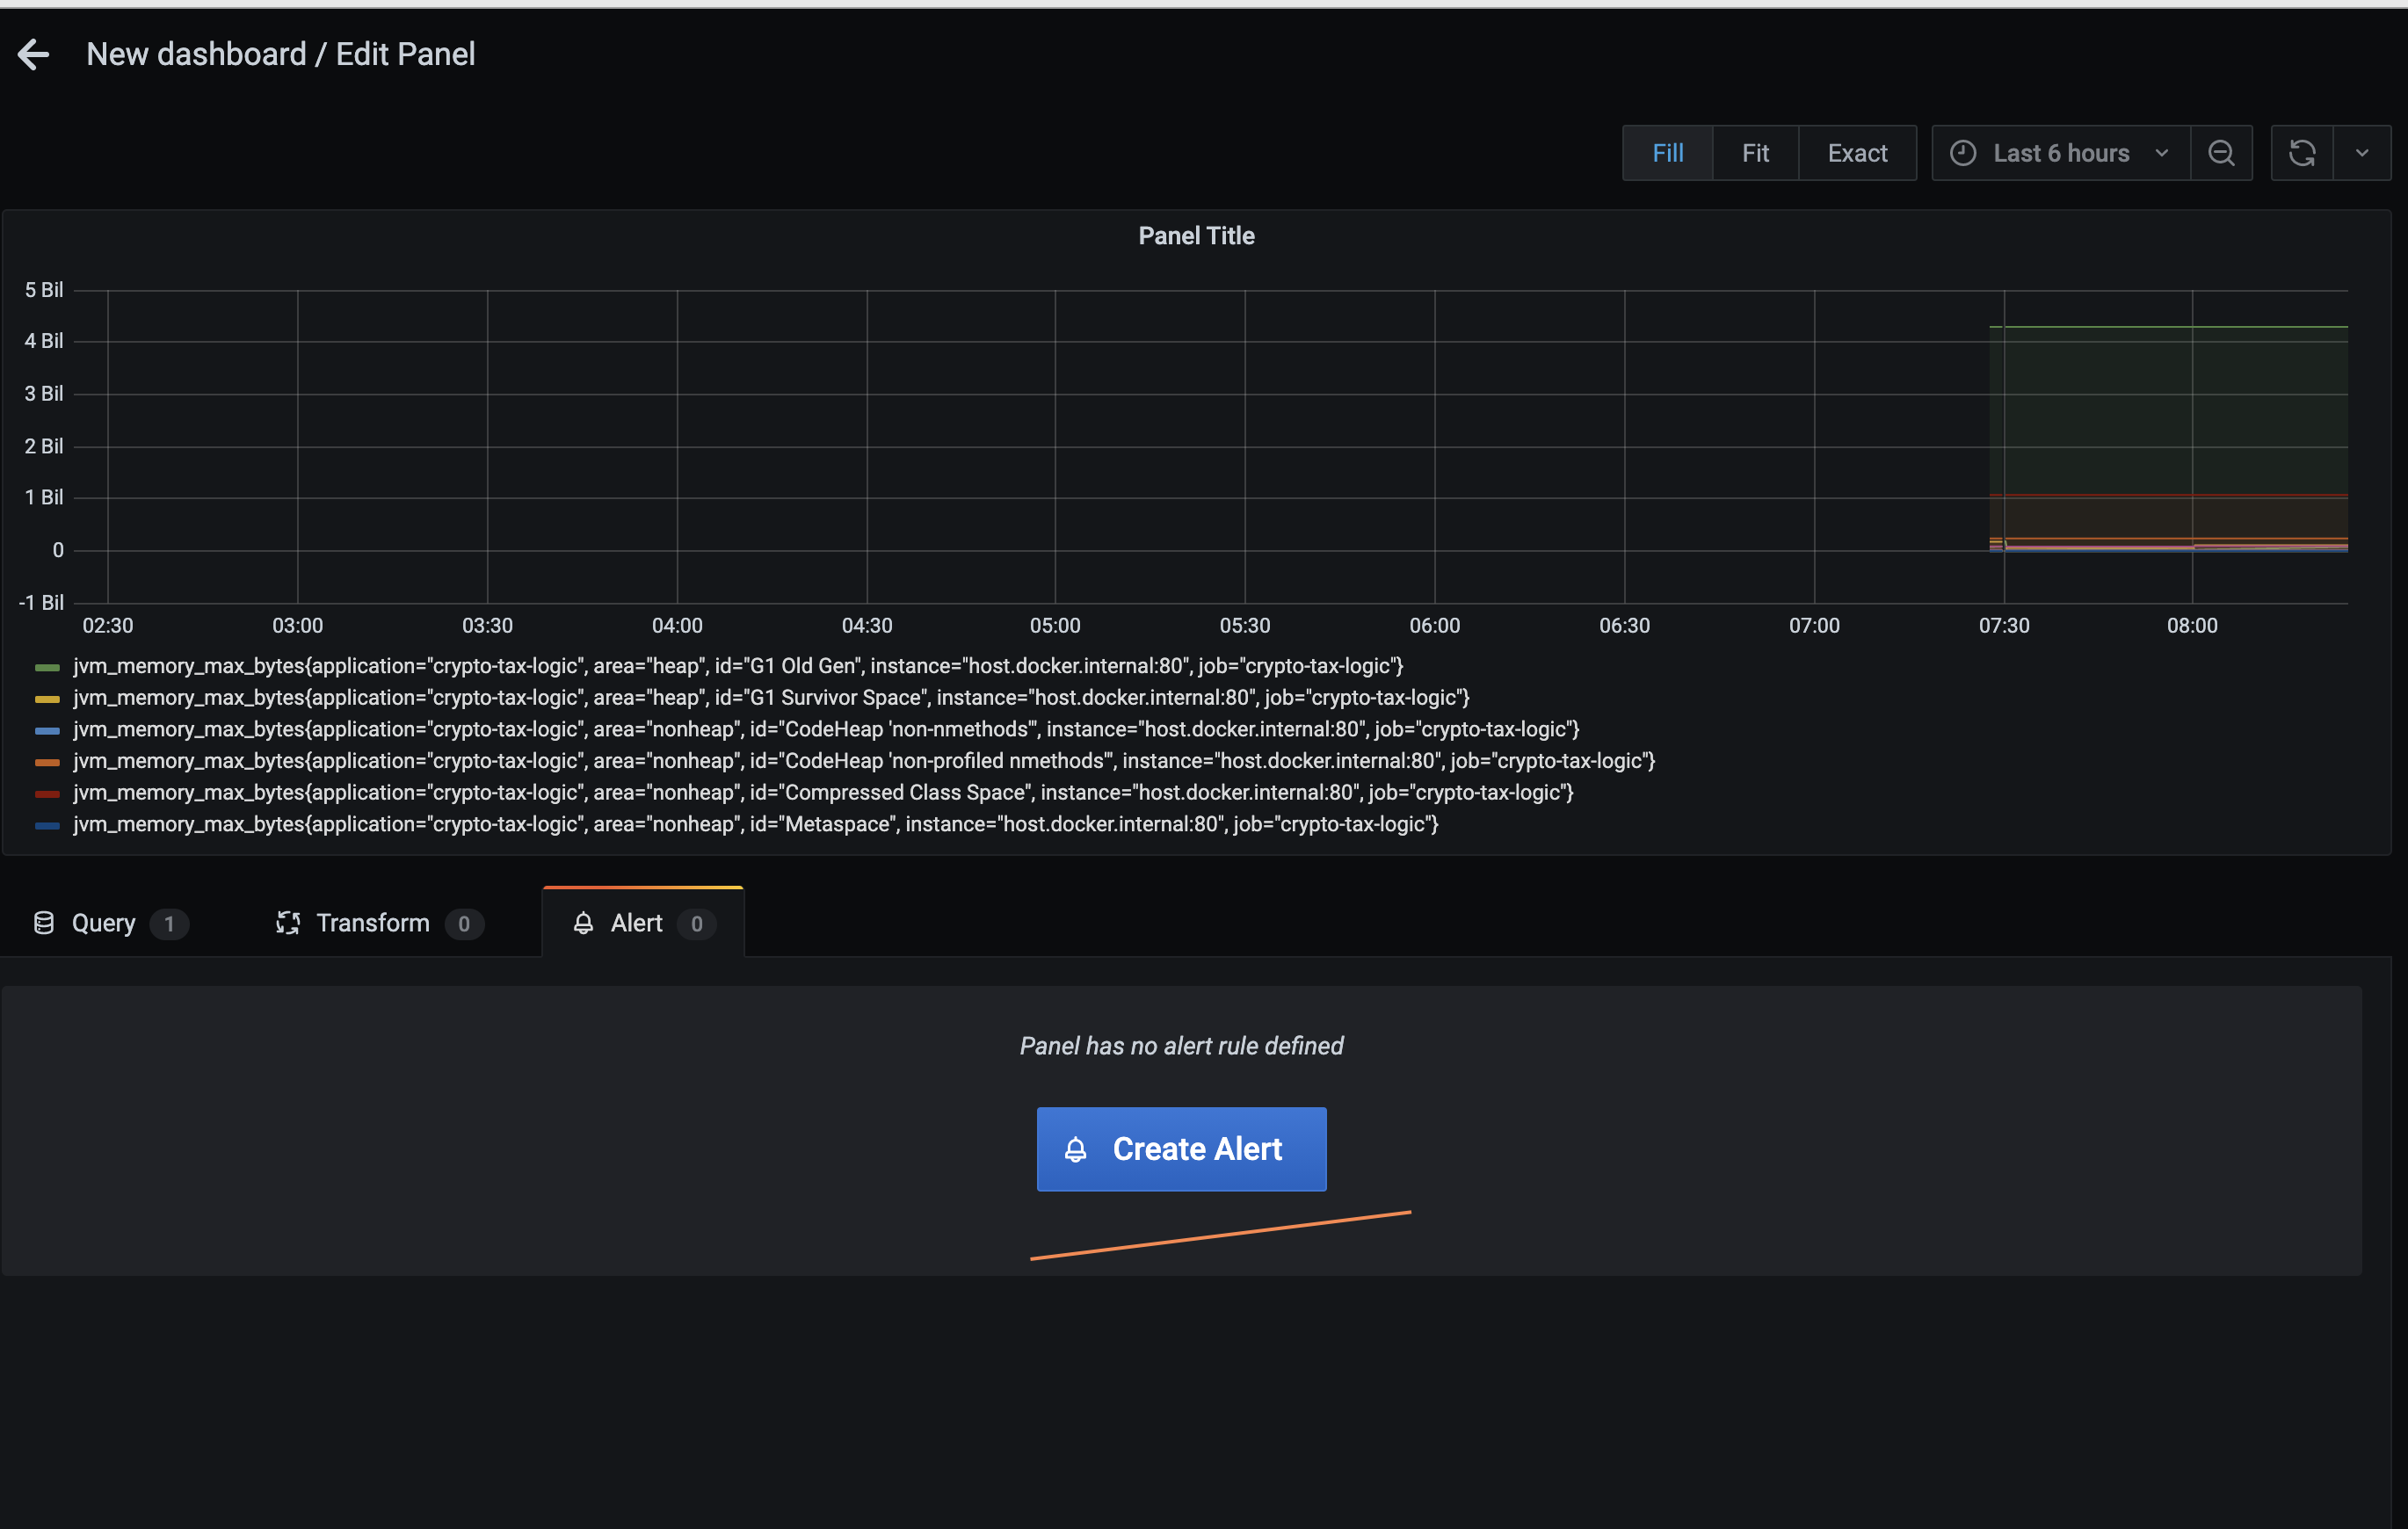 New dashboard / Edit Panel
Fill Fit Exact Last 6 hours
Panel Title
5 Bil
4 Bil
3 Bil
2 Bil
1 Bil
0
-1 Bil
02:30 03:00 03:30 04:00 04:30 05:00 05:30 06:00 06:30 07:00 07:30 08:00
jvm_memory_max_bytes{application="crypto-tax-logic", area="heap", id="G1 Old Gen", instance="host.docker.internal:80", job="crypto-tax-logic"}
jvm_memory_max_bytes{application="crypto-tax-logic", area="heap", id="G1 Survivor Space", instance="host.docker.internal:80", job="crypto-tax-logic"}
jvm_memory_max_bytes{application="crypto-tax-logic", area="nonheap", id="CodeHeap 'non-nmethods'", instance="host.docker.internal:80", job="crypto-tax-logic"}
jvm_memory_max_bytes{application="crypto-tax-logic", area="nonheap", id="CodeHeap 'non-profiled nmethods'", instance="host.docker.internal:80", job="crypto-tax-logic"}
jvm_memory_max_bytes{application="crypto-tax-logic", area="nonheap", id="Compressed Class Space", instance="host.docker.internal:80", job="crypto-tax-logic"}
jvm_memory_max_bytes{application="crypto-tax-logic", area="nonheap", id="Metaspace", instance="host.docker.internal:80", job="crypto-tax-logic"}
Query 1 Transform 0 Alert 0
Panel has no alert rule defined
Create Alert